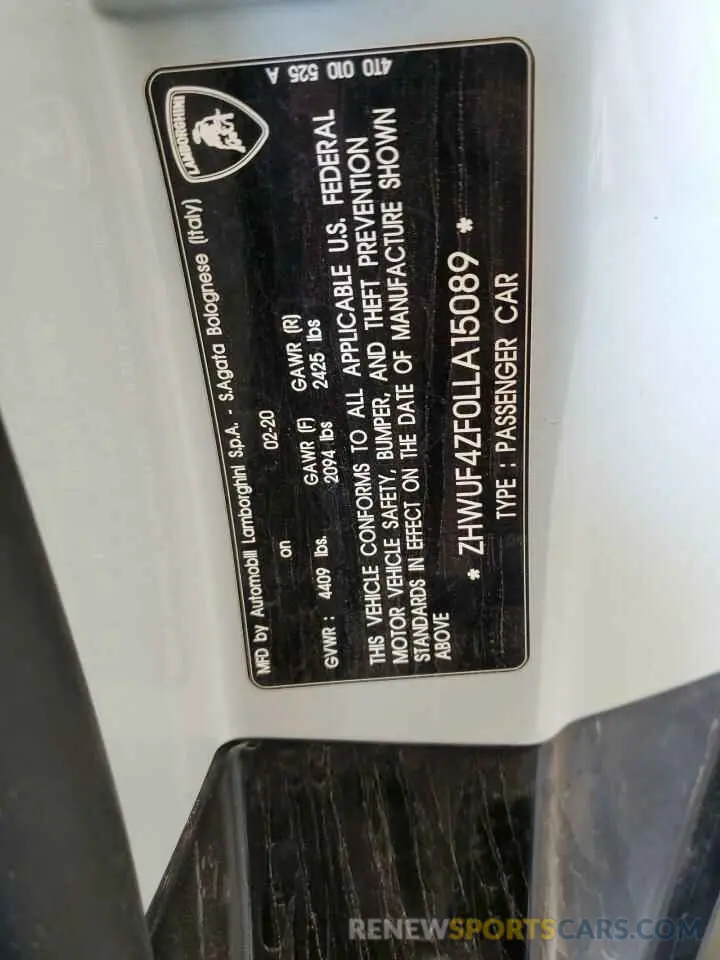 4T0 010 525 A
LAMBORGHINI
MFD by Automobili Lamborghini S.p.A. - S.Agata Bolognese (Italy)
on 02-20
GVWR : 4409 lbs. GAWR (F) 2094 lbs GAWR (R) 2425 lbs
THIS VEHICLE CONFORMS TO ALL APPLICABLE U.S. FEDERAL
MOTOR VEHICLE SAFETY, BUMPER, AND THEFT PREVENTION
STANDARDS IN EFFECT ON THE DATE OF MANUFACTURE SHOWN
ABOVE
* ZHWUF4ZF0LLA15089 *
TYPE : PASSENGER CAR
RENEWSPORTSCARS.COM